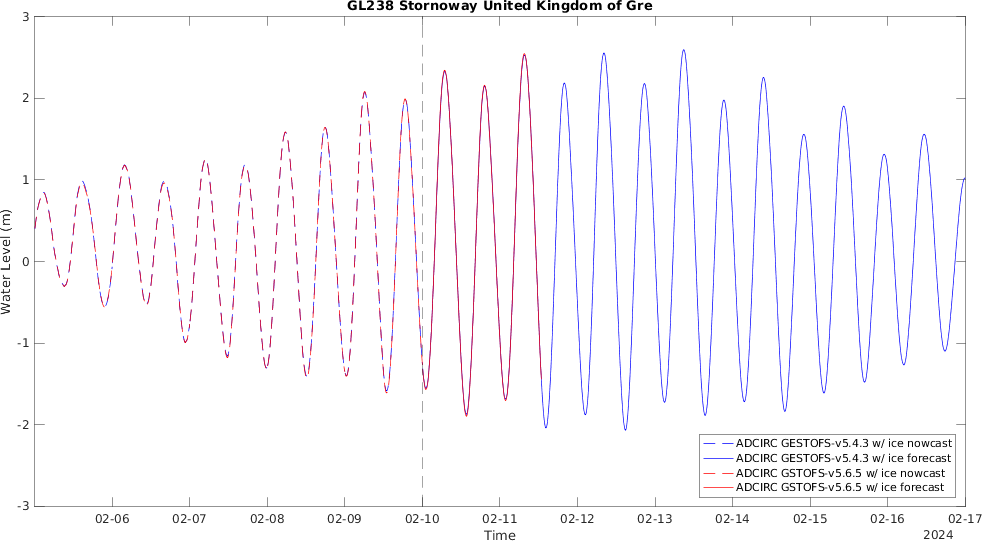 GL238 Stornoway United Kingdom of Gre
3
2
1
0
-1
-2
-3
Water Level (m)
02-06 02-07 02-08 02-09 02-10 02-11 02-12 02-13 02-14 02-15 02-16 02-17
Time
2024
ADCIRC GESTOFS-v5.4.3 w/ ice nowcast
ADCIRC GESTOFS-v5.4.3 w/ ice forecast
ADCIRC GSTOFS-v5.6.5 w/ ice nowcast
ADCIRC GSTOFS-v5.6.5 w/ ice forecast